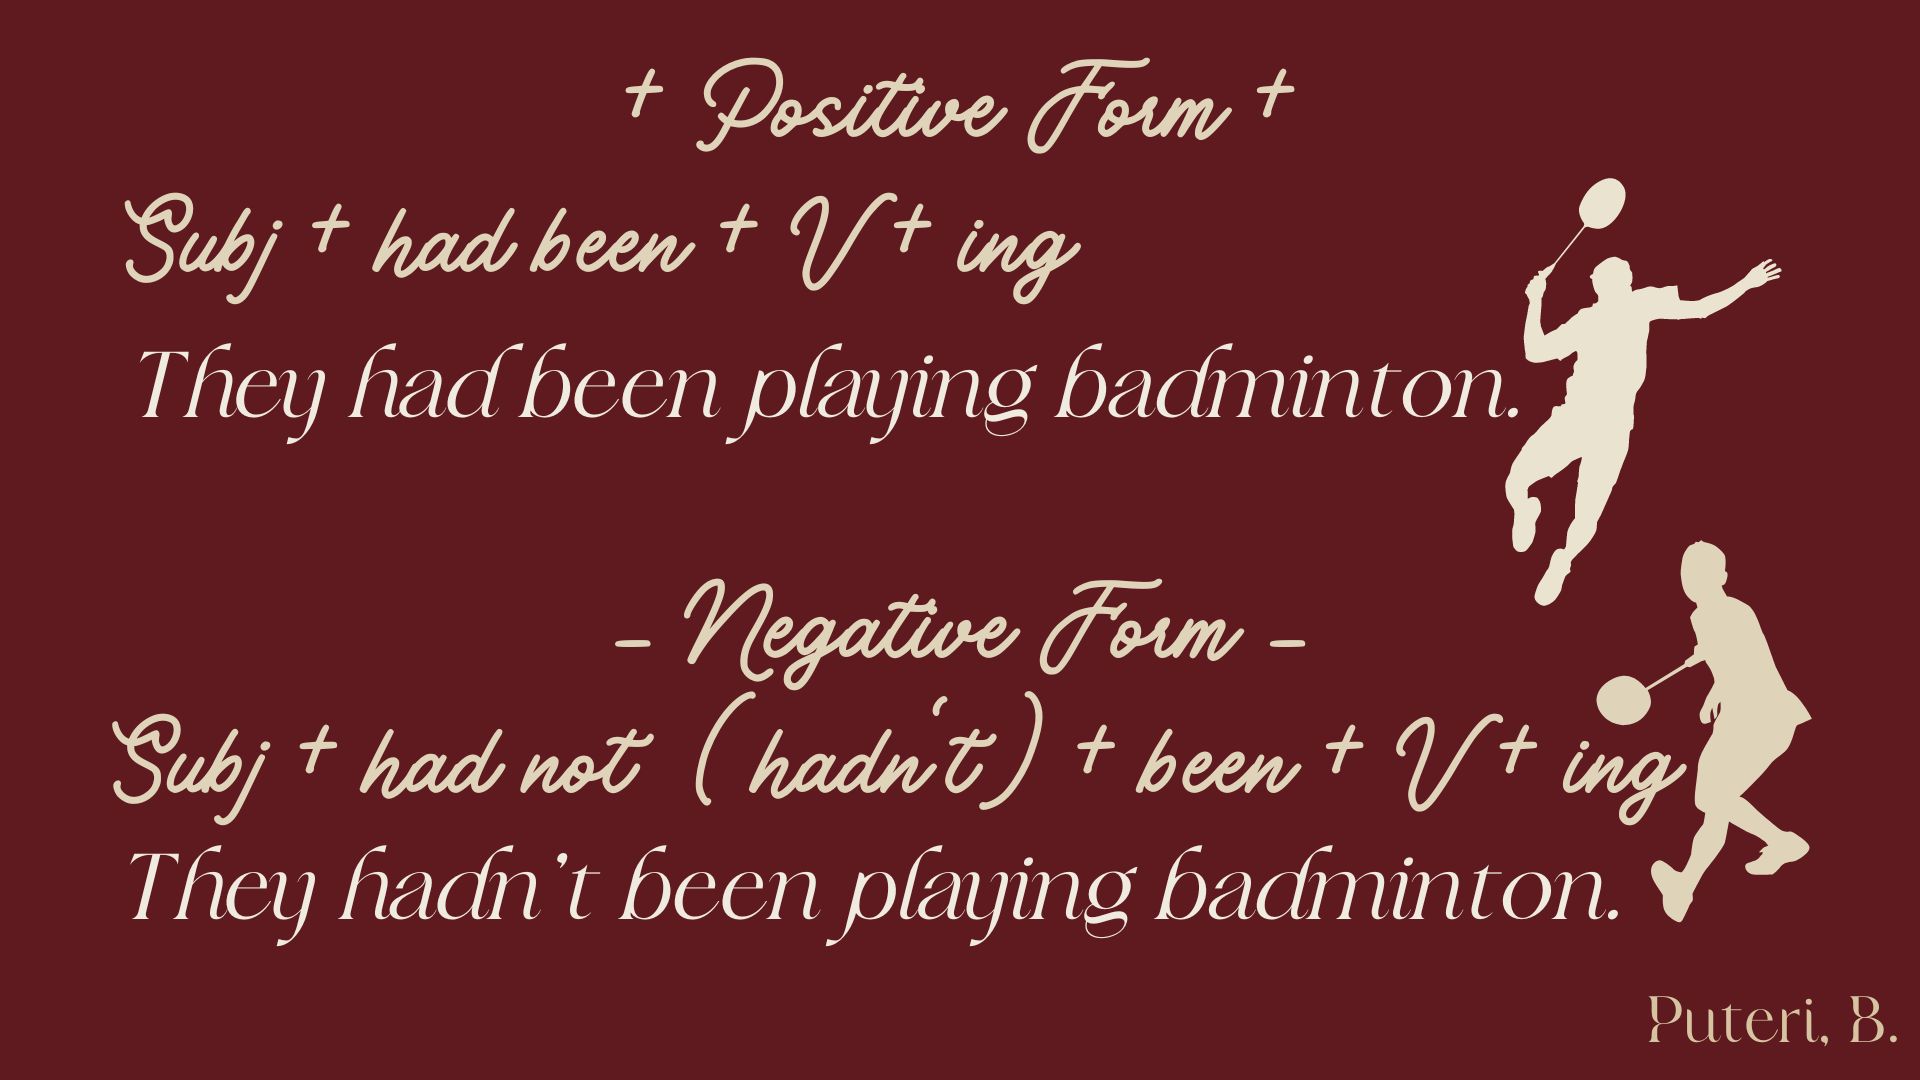 + Positive Form +
Subj + had been + V + ing
They had been playing badminton.
- Negative Form -
Subj + had not (hadn't) + been + V + ing
They hadn't been playing badminton.
Puteri, B.